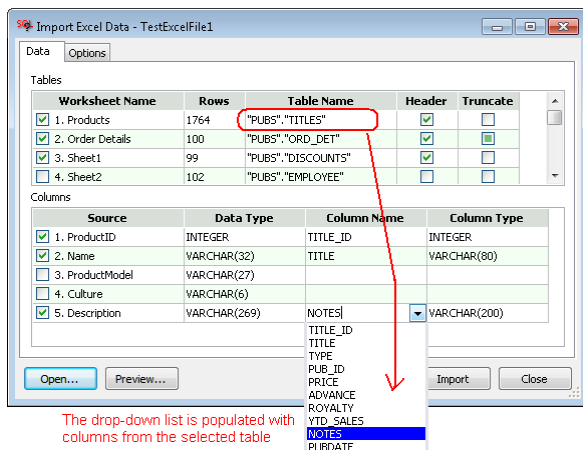 SQL Import Excel Data - TestExcelFile1
Data Options
Tables
Worksheet Name Rows Table Name Header Truncate
1. Products 1764 "PUBS"."TITLES"
2. Order Details 100 "PUBS"."ORD_DET"
3. Sheet1 99 "PUBS"."DISCOUNTS"
4. Sheet2 102 "PUBS"."EMPLOYEE"
Columns
Source Data Type Column Name Column Type
1. ProductID INTEGER TITLE_ID INTEGER
2. Name VARCHAR(32) TITLE VARCHAR(80)
3. ProductModel VARCHAR(27)
4. Culture VARCHAR(6)
5. Description VARCHAR(269) NOTES VARCHAR(200)
TITLE_ID
TITLE
TYPE
PUB_ID
PRICE
ADVANCE
ROYALTY
YTD_SALES
NOTES
PUBDATE
Open... Preview... Import Close
The drop-down list is populated with
columns from the selected table